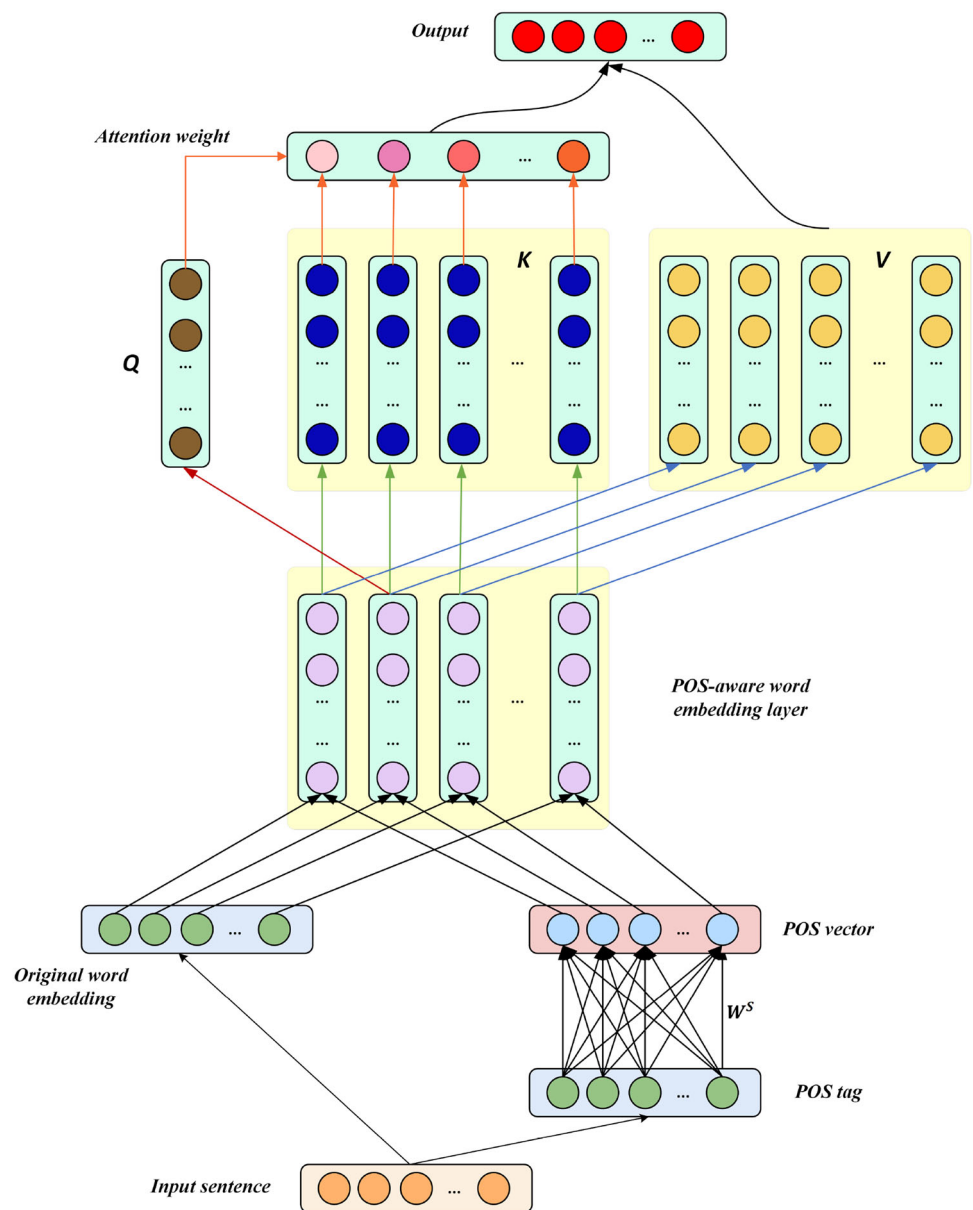 Output
...
Attention weight
...
K
V
Q
... ... ... ... ... ... ... ...
... ...
... ... ... ... ... ... ... ...
...
... ... ... ...
...
... ... ... ...
POS-aware word
embedding layer
...
...
POS vector
Original word
embedding
W^S
...
POS tag
Input sentence
...